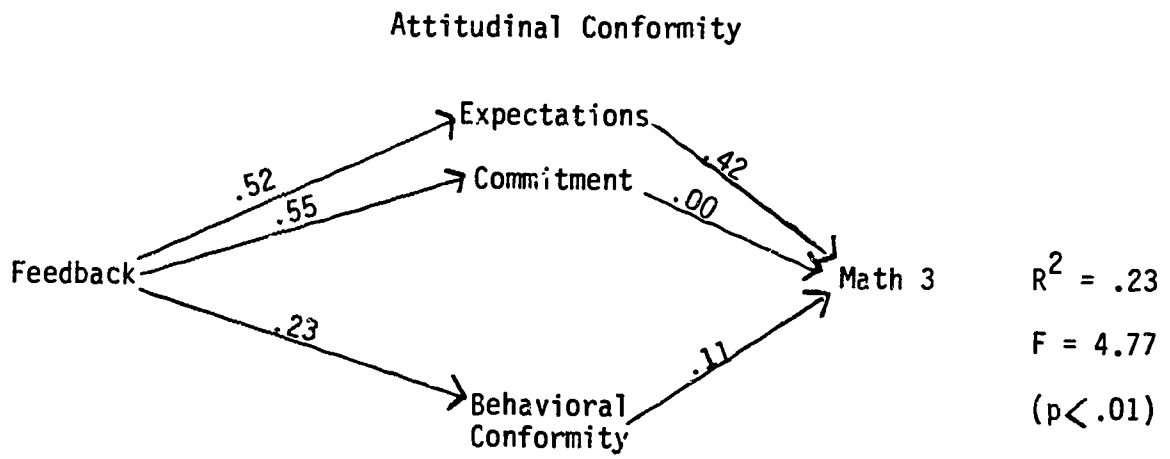 Attitudinal Conformity
Expectations
.52
.42
Commitment
.55
.00
Feedback
Math 3
R² = .23
.23
F = 4.77
.11
Behavioral
Conformity
(p< .01)